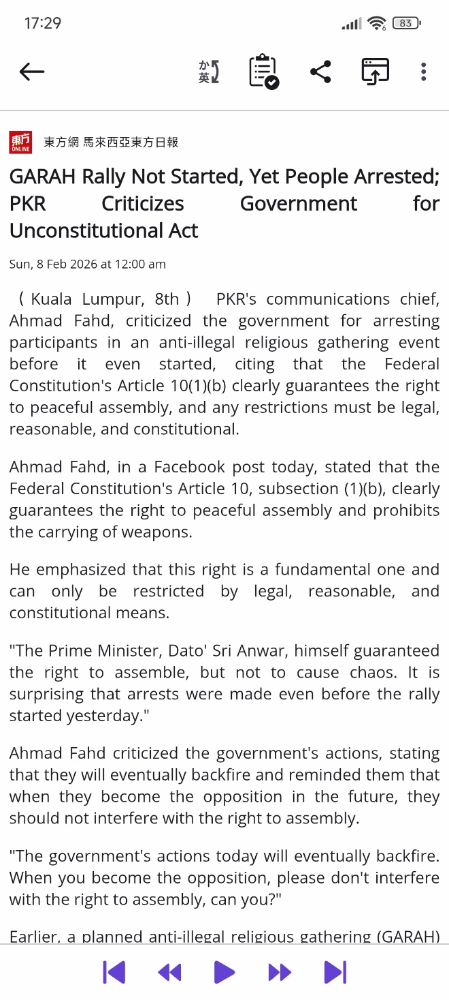 17:29
6
83
か
英
東方
ONLINE
東方網 馬來西亞東方日報
GARAH Rally Not Started, Yet People Arrested;
PKR Criticizes Government for
Unconstitutional Act
Sun, 8 Feb 2026 at 12:00 am
（Kuala Lumpur, 8th） PKR's communications chief,
Ahmad Fahd, criticized the government for arresting
participants in an anti-illegal religious gathering event
before it even started, citing that the Federal
Constitution's Article 10(1)(b) clearly guarantees the right
to peaceful assembly, and any restrictions must be legal,
reasonable, and constitutional.
Ahmad Fahd, in a Facebook post today, stated that the
Federal Constitution's Article 10, subsection (1)(b), clearly
guarantees the right to peaceful assembly and prohibits
the carrying of weapons.
He emphasized that this right is a fundamental one and
can only be restricted by legal, reasonable, and
constitutional means.
"The Prime Minister, Dato' Sri Anwar, himself guaranteed
the right to assemble, but not to cause chaos. It is
surprising that arrests were made even before the rally
started yesterday."
Ahmad Fahd criticized the government's actions, stating
that they will eventually backfire and reminded them that
when they become the opposition in the future, they
should not interfere with the right to assembly.
"The government's actions today will eventually backfire.
When you become the opposition, please don't interfere
with the right to assembly, can you?"
Earlier, a planned anti-illegal religious gathering (GARAH)